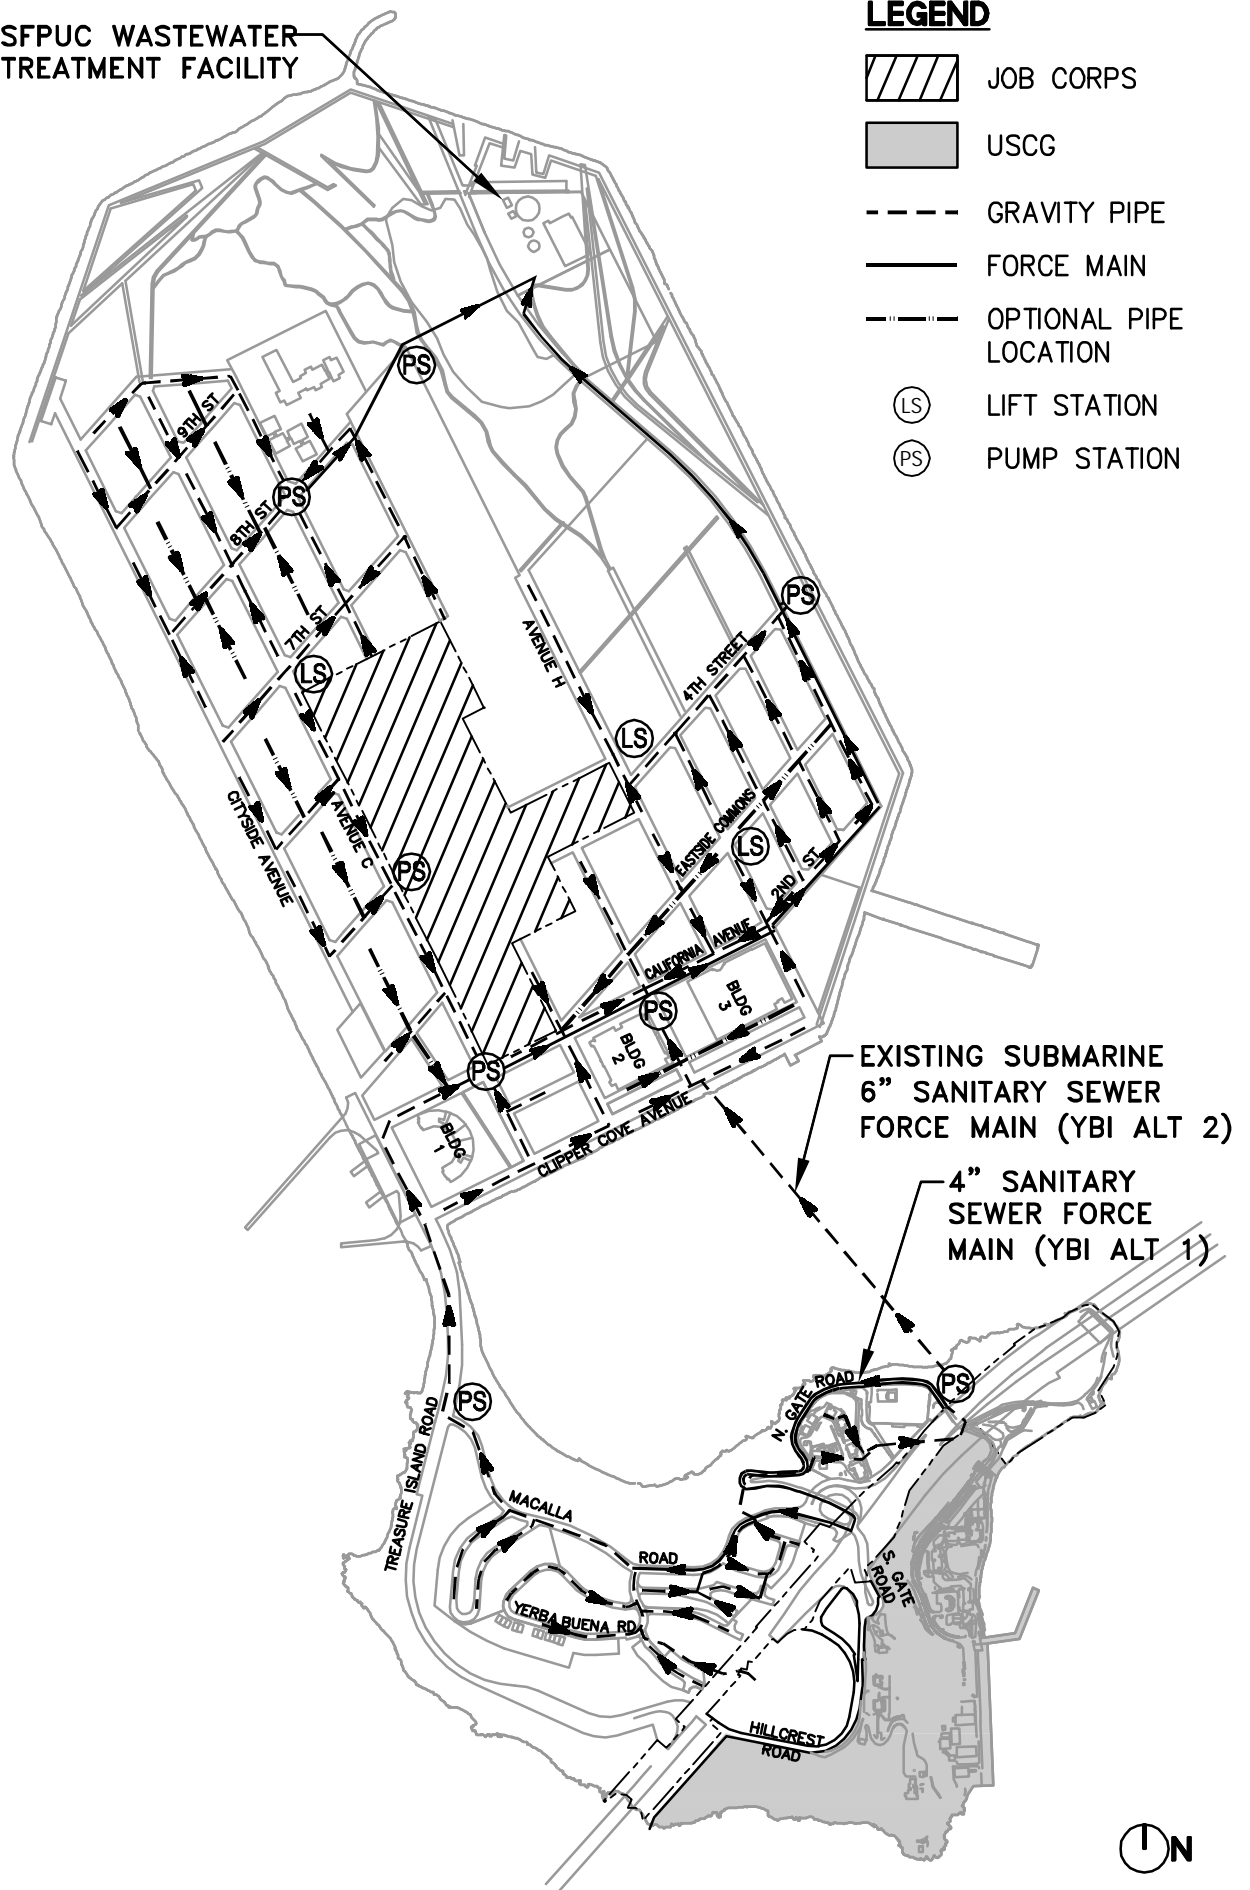 SFPUC WASTEWATER
TREATMENT FACILITY
LEGEND
JOB CORPS
USCG
GRAVITY PIPE
FORCE MAIN
OPTIONAL PIPE
LOCATION
LS
LIFT STATION
PS
PUMP STATION
PS
9TH ST
PS
8TH ST
7TH ST
LS
PS
AVENUE H
4TH STREET
LS
CITYSIDE AVENUE
AVENUE C
PS
EASTSIDE COMMONS
LS
2ND ST
CALIFORNIA AVENUE
BLDG
3
PS
BLDG
2
PS
BLDG
1
CLIPPER COVE AVENUE
EXISTING SUBMARINE
6” SANITARY SEWER
FORCE MAIN (YBI ALT 2)
4” SANITARY
SEWER FORCE
MAIN (YBI ALT 1)
PS
N. GATE ROAD
PS
TREASURE ISLAND ROAD
MACALLA
ROAD
S. GATE
ROAD
YERBA BUENA RD
HILLCREST
ROAD
N